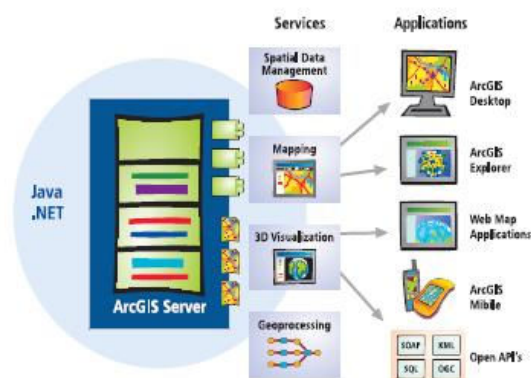 Services
Applications
Spatial Data
Management
Mapping
3D Visualization
Geoprocessing
Java
.NET
ArcGIS Server
ArcGIS
Desktop
ArcGIS
Explorer
Web Map
Applications
ArcGIS
Mibile
SOAP
KML
SQL
OGC
Open API's